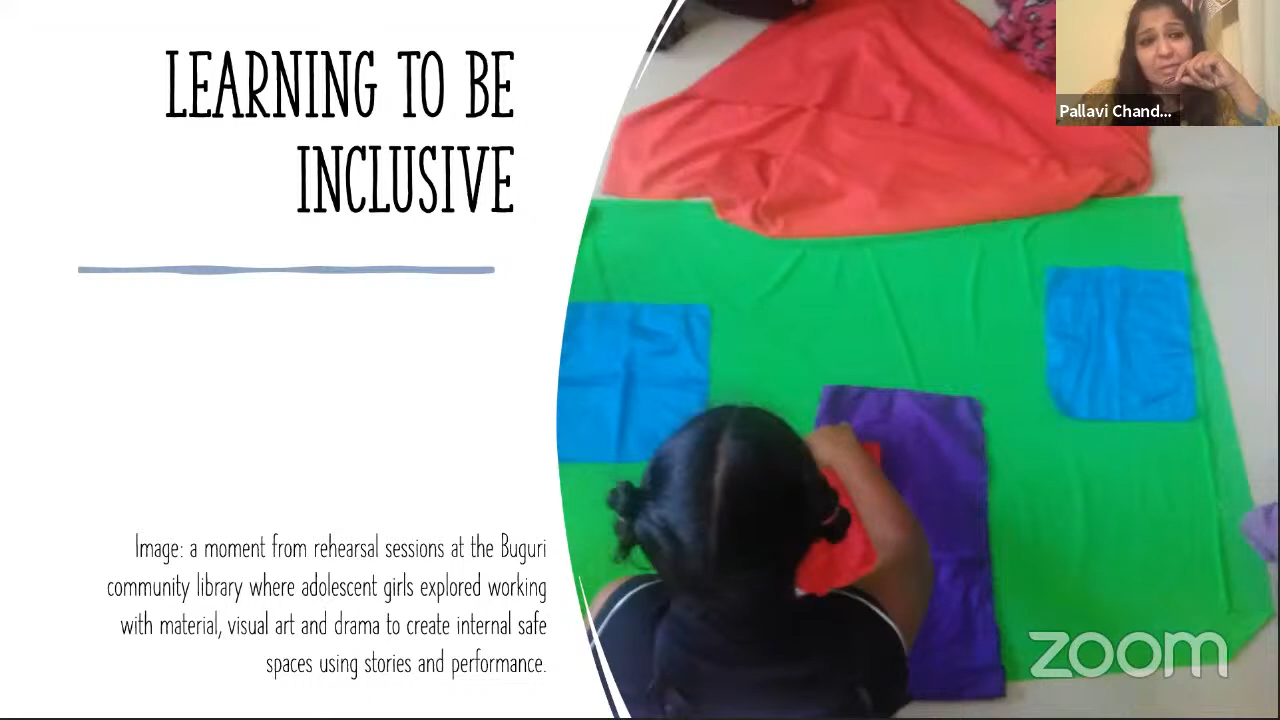 LEARNING TO BE
INCLUSIVE
Image: a moment from rehearsal sessions at the Buguri
community library where adolescent girls explored working
with material, visual art and drama to create internal safe
spaces using stories and performance.
Pallavi Chand...
zoom